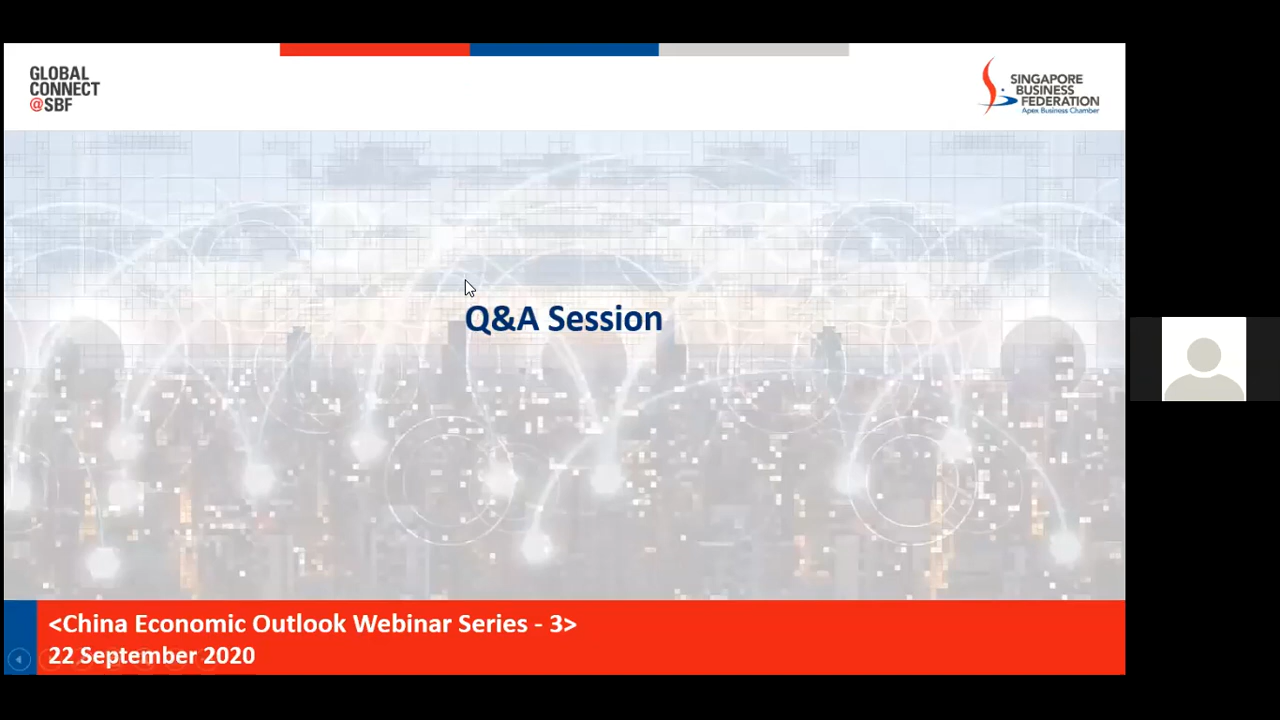 GLOBAL
CONNECT
@SBF
SINGAPORE
BUSINESS
FEDERATION
Apex Business Chamber
Q&A Session
<China Economic Outlook Webinar Series - 3>
22 September 2020